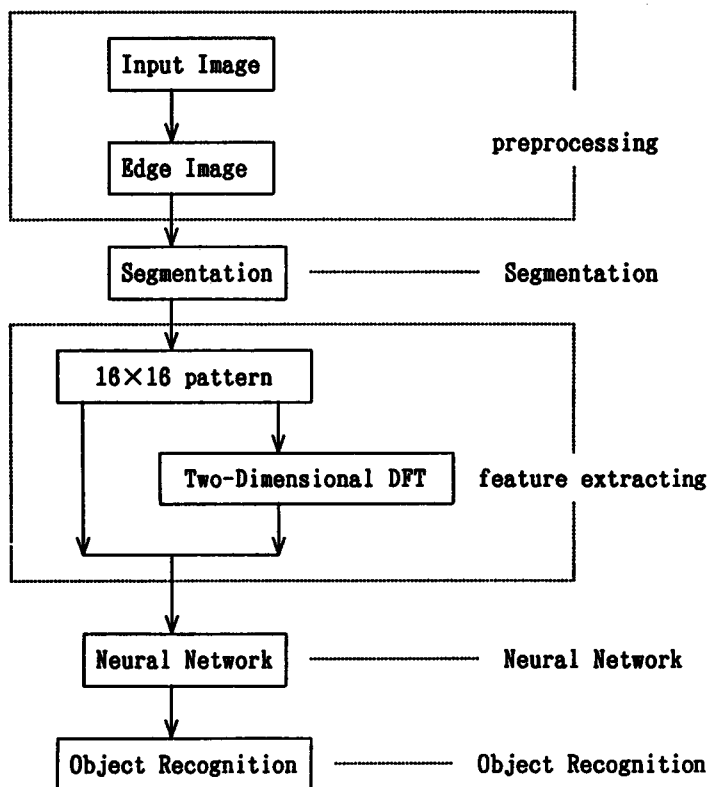 Input Image
preprocessing
Edge Image
Segmentation
Segmentation
16×16 pattern
Two-Dimensional DFT
feature extracting
Neural Network
Neural Network
Object Recognition
Object Recognition